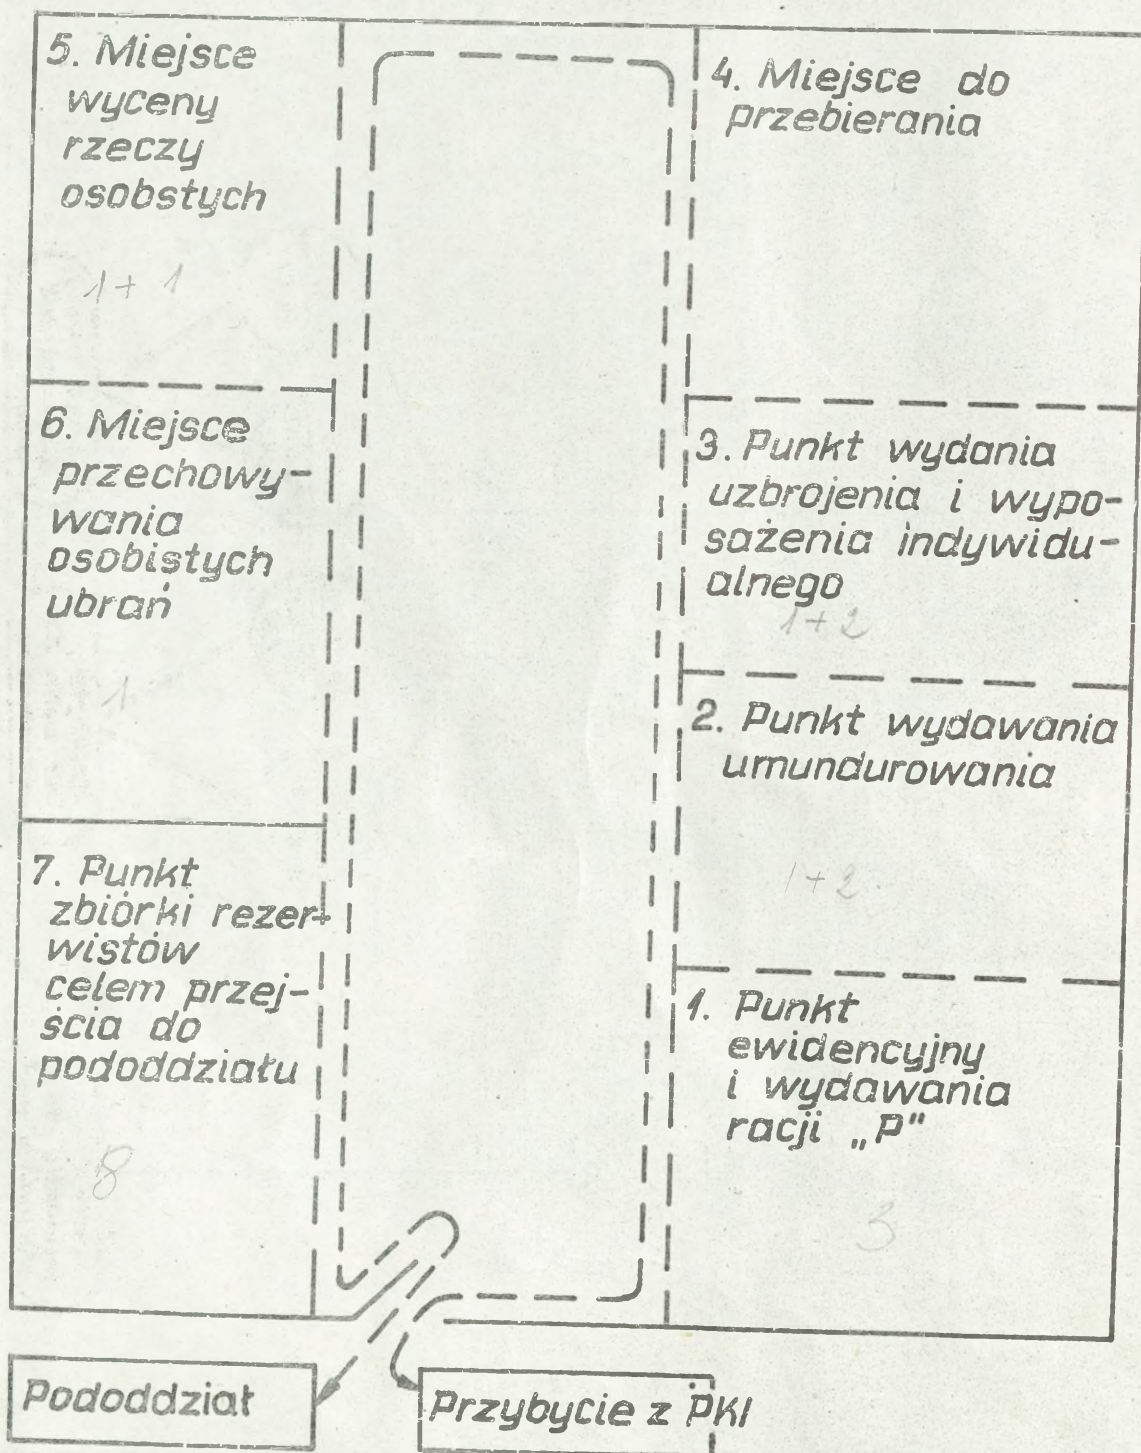 5. Miejsce
wyceny
rzeczy
osobstych
1+1
6. Miejsce
przechowy-
wania
osobistych
ubrań
1
7. Punkt
zbiórki rezer-
wistów
celem przej-
ścia do
pododdziału
8
4. Miejsce do
przebierania
3. Punkt wydania
uzbrojenia i wypo-
sażenia indywidu-
alnego
1+2
2. Punkt wydawania
umundurowania
1+2
1. Punkt
ewidencyjny
i wydawania
racji „P"
3
Pododdział
Przybycie z PKI